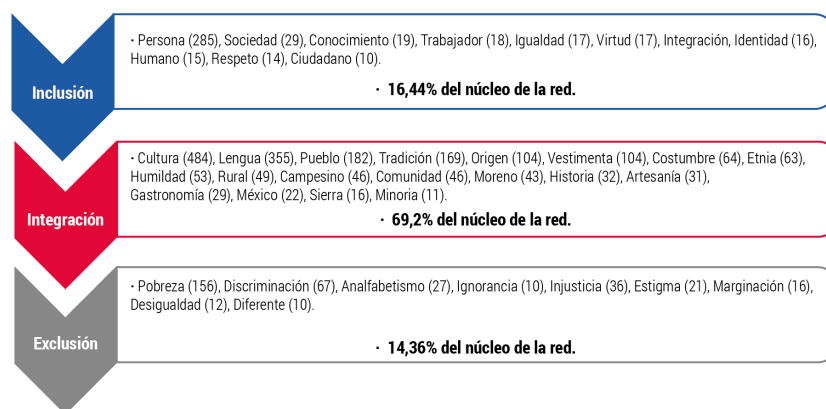 Inclusión
· Persona (285), Sociedad (29), Conocimiento (19), Trabajador (18), Igualdad (17), Virtud (17), Integración, Identidad (16),
Humano (15), Respeto (14), Ciudadano (10).
· 16,44% del núcleo de la red.
Integración
· Cultura (484), Lengua (355), Pueblo (182), Tradición (169), Origen (104), Vestimenta (104), Costumbre (64), Etnia (63),
Humildad (53), Rural (49), Campesino (46), Comunidad (46), Moreno (43), Historia (32), Artesanía (31),
Gastronomía (29), México (22), Sierra (16), Minoria (11).
· 69,2% del núcleo de la red.
Exclusión
· Pobreza (156), Discriminación (67), Analfabetismo (27), Ignorancia (10), Injusticia (36), Estigma (21), Marginación (16),
Desigualdad (12), Diferente (10).
· 14,36% del núcleo de la red.